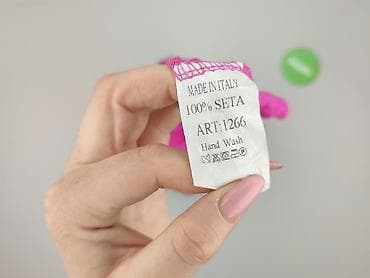 MADE IN ITALY
100% SETA
ART:1266
Hand Wash